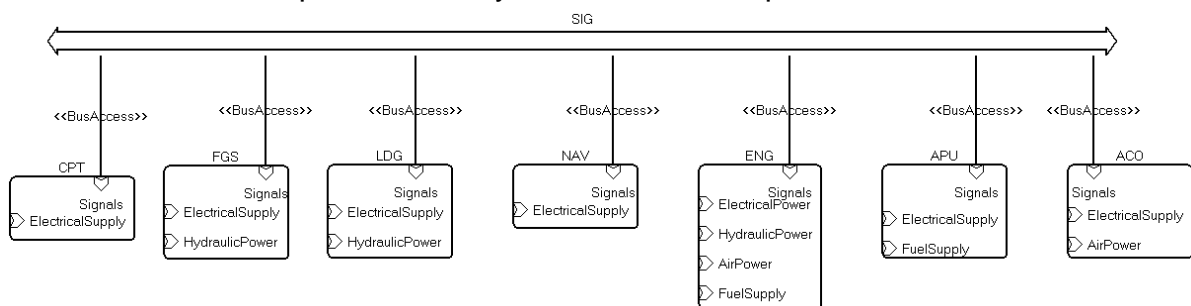 SIG
<<BusAccess>> <<BusAccess>> <<BusAccess>> <<BusAccess>> <<BusAccess>> <<BusAccess>> <<BusAccess>>
CPT FGS LDG NAV ENG APU ACO
Signals
ElectricalSupply
Signals
ElectricalSupply
HydraulicPower
Signals
ElectricalSupply
HydraulicPower
Signals
ElectricalSupply
Signals
ElectricalPower
HydraulicPower
AirPower
FuelSupply
Signals
ElectricalSupply
FuelSupply
Signals
ElectricalSupply
AirPower